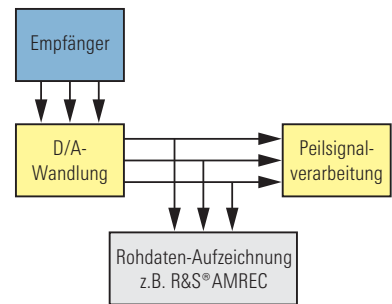 Empfänger
D/A-
Wandlung
Peilsignal-
verarbeitung
Rohdaten-Aufzeichnung
z.B. R&S® AMREC